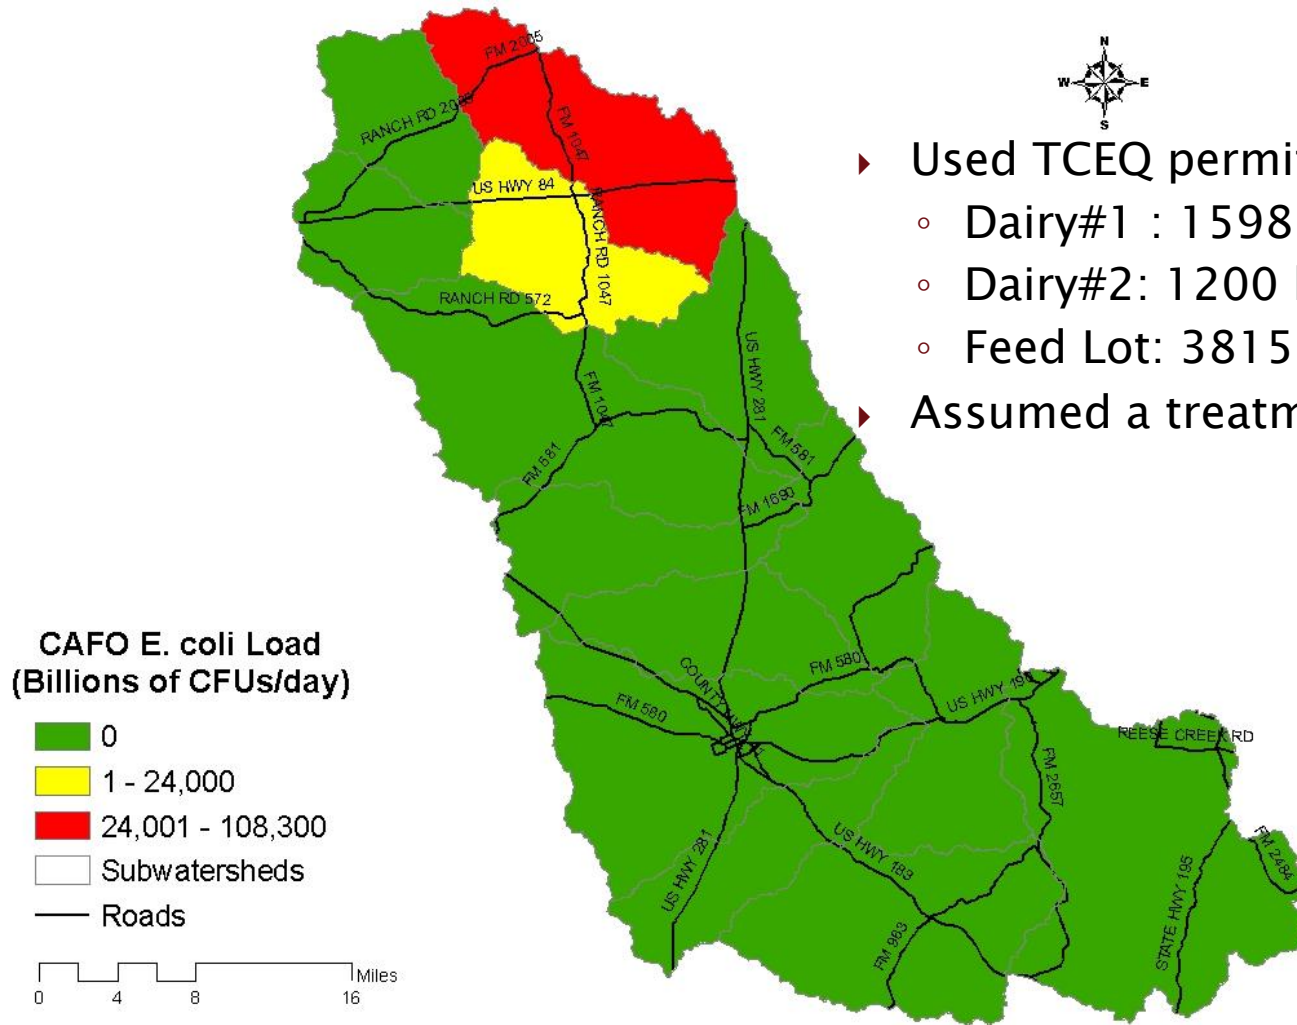 FM 2005
RANCH RD 2005
FM 1047
US HWY 84
RANCH RD 1047
RANCH RD 572
N
W
E
S
Used TCEQ permi
Dairy#1 : 1598
Dairy#2: 1200
Feed Lot: 3815
Assumed a treatm
US HWY 281
FM 1047
FM 581
FM 581
FM 1690
COUNTY
FM 580
FM 580
US HWY 190
REESE CREEK RD
FM 2657
US HWY 183
US HWY 281
FM 963
STATE HWY 195
FM 2484
CAFO E. coli Load
(Billions of CFUs/day)
0
1 - 24,000
24,001 - 108,300
Subwatersheds
Roads
Miles
0 4 8 16